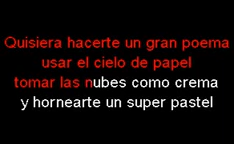 Quisiera hacerte un gran poema
usar el cielo de papel
tomar las nubes como crema
y hornearte un super pastel